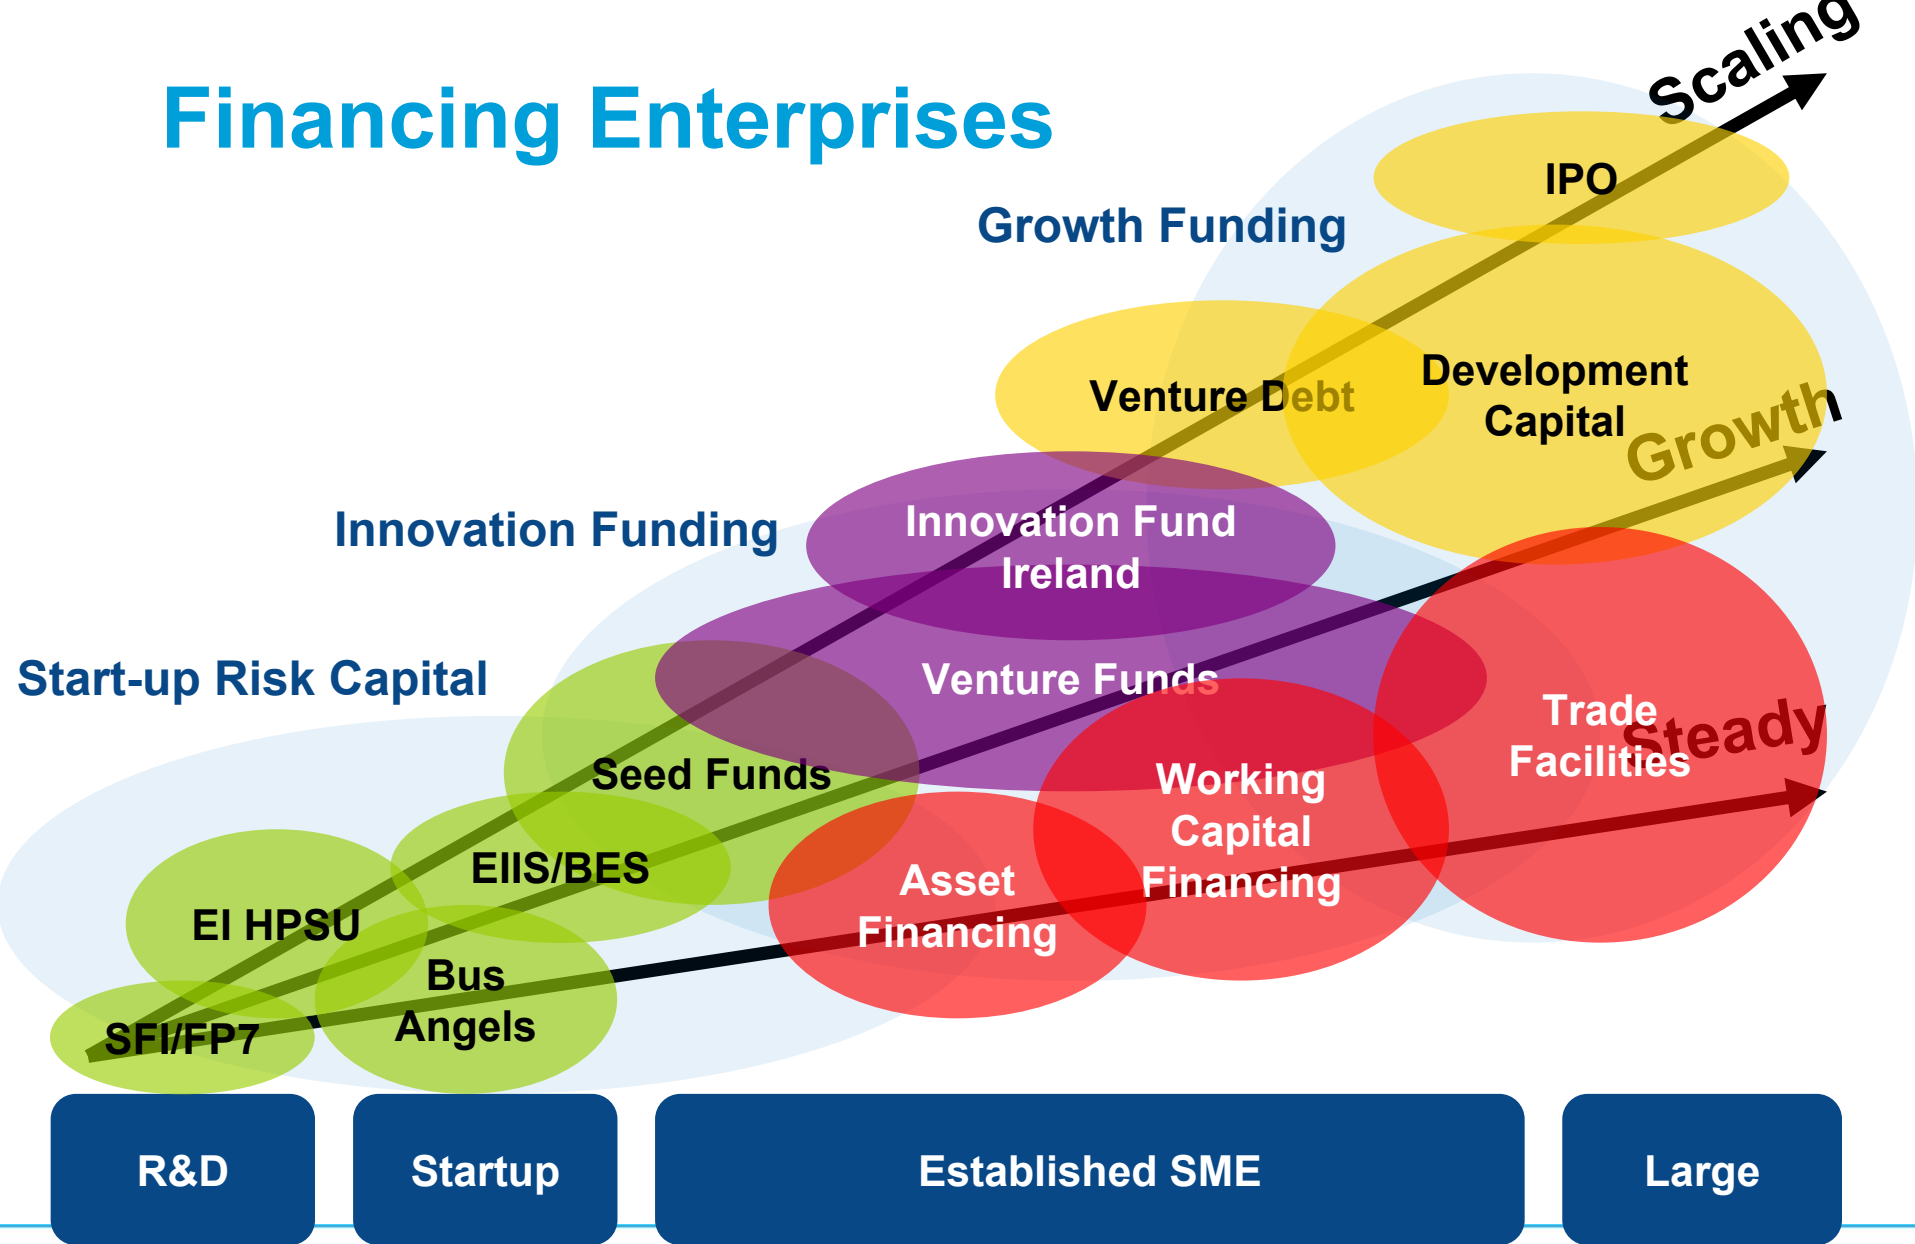 Financing Enterprises
Scaling
IPO
Growth Funding
Venture Debt
Development
Capital
Growth
Innovation Funding
Innovation Fund
Ireland
Start-up Risk Capital
Venture Funds
Seed Funds
Working
Capital
Financing
Trade
Facilities
Steady
EIIS/BES
Asset
Financing
EI HPSU
Bus
Angels
SFI/FP7
R&D
Startup
Established SME
Large